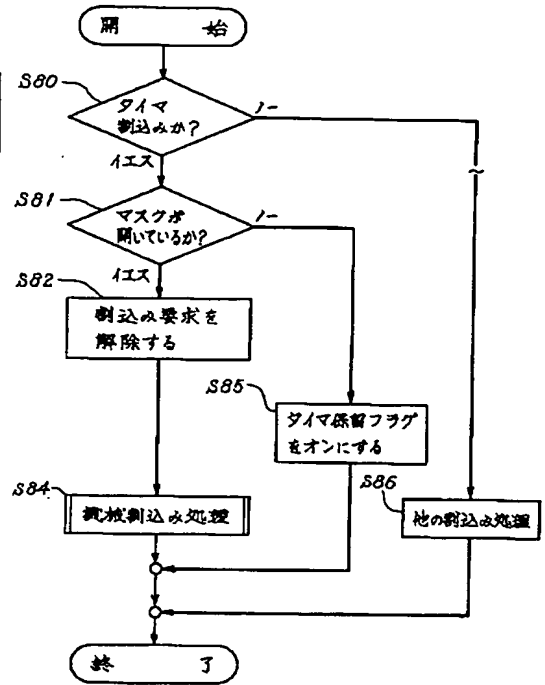 開 始
S80
タイマ
割込みか?
ノー
イエス
S81
マスクが
開いているか?
ノー
イエス
S82
割込み要求を
解除する
S85
タイマ保留フラグ
をオンにする
S84
機械割込み処理
S86
他の割込み処理
終 了